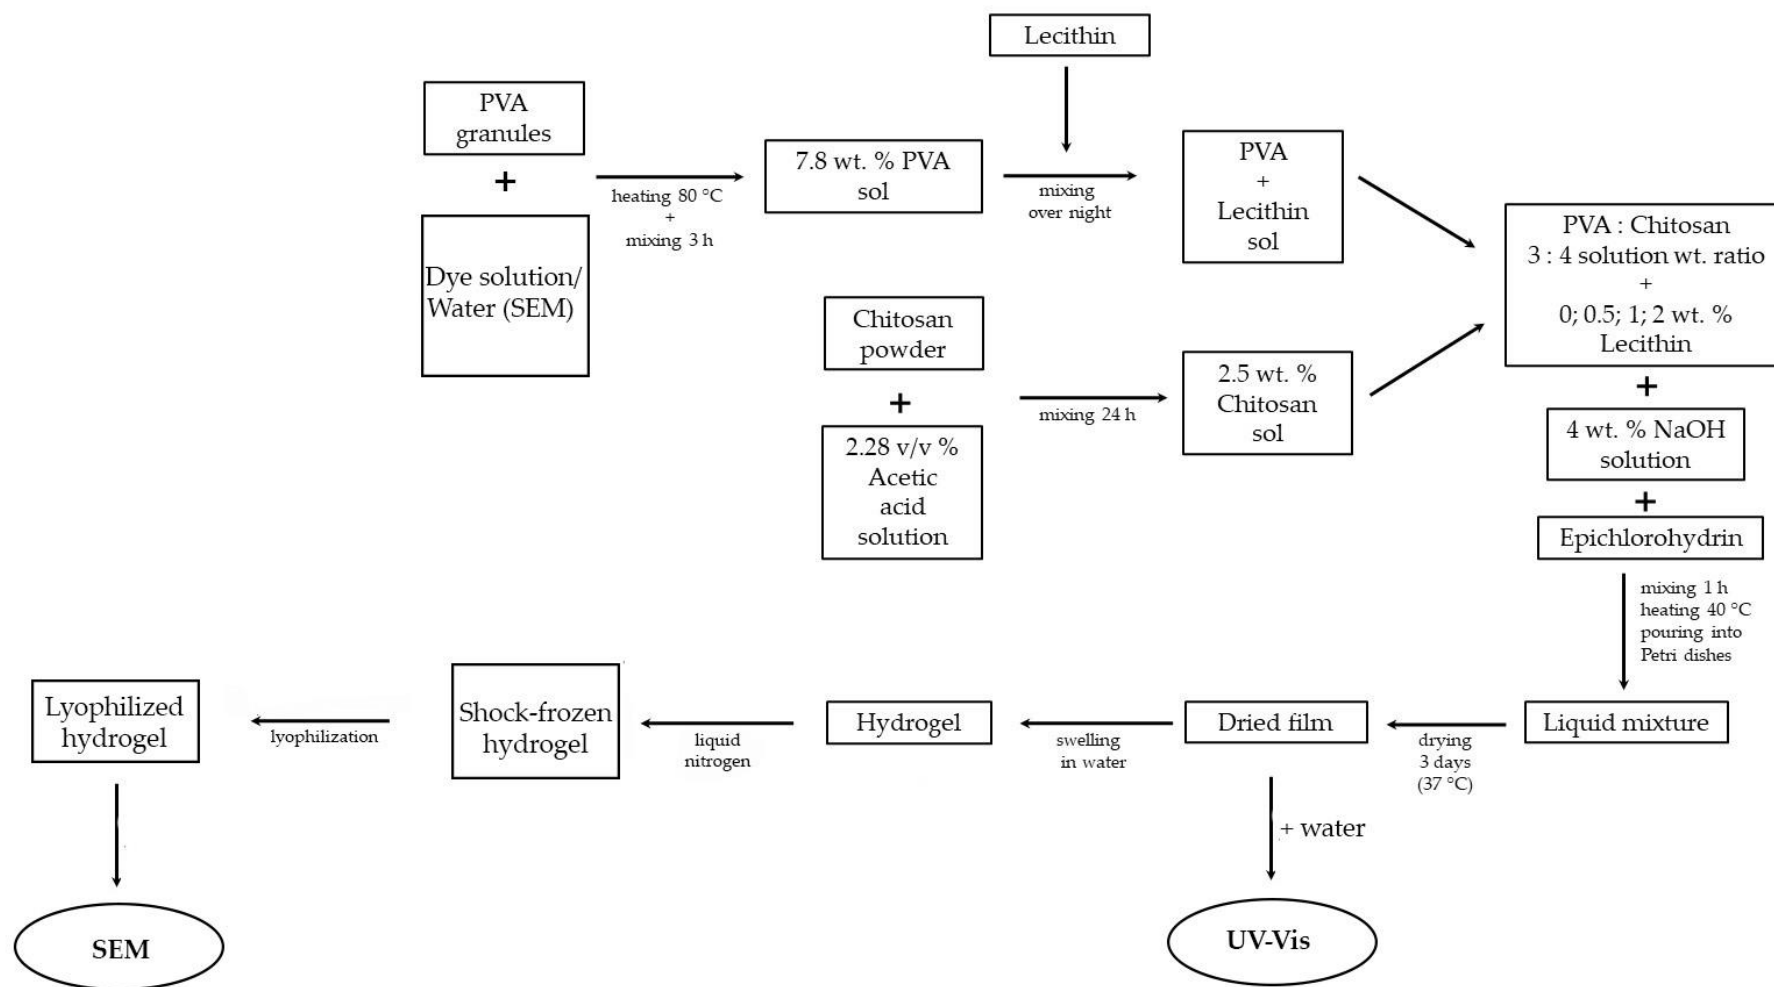 Lecithin
PVA
granules
+
Dye solution/
Water (SEM)
heating 80 °C
+
mixing 3 h
7.8 wt. % PVA
sol
mixing
over night
PVA
+
Lecithin
sol
Chitosan
powder
+
2.28 v/v %
Acetic
acid
solution
mixing 24 h
2.5 wt. %
Chitosan
sol
PVA : Chitosan
3 : 4 solution wt. ratio
+
0; 0.5; 1; 2 wt. %
Lecithin
+
4 wt. % NaOH
solution
+
Epichlorohydrin
mixing 1 h
heating 40 °C
pouring into
Petri dishes
Liquid mixture
drying
3 days
(37 °C)
Dried film
swelling
in water
Hydrogel
liquid
nitrogen
Shock-frozen
hydrogel
lyophilization
Lyophilized
hydrogel
+ water
SEM
UV-Vis